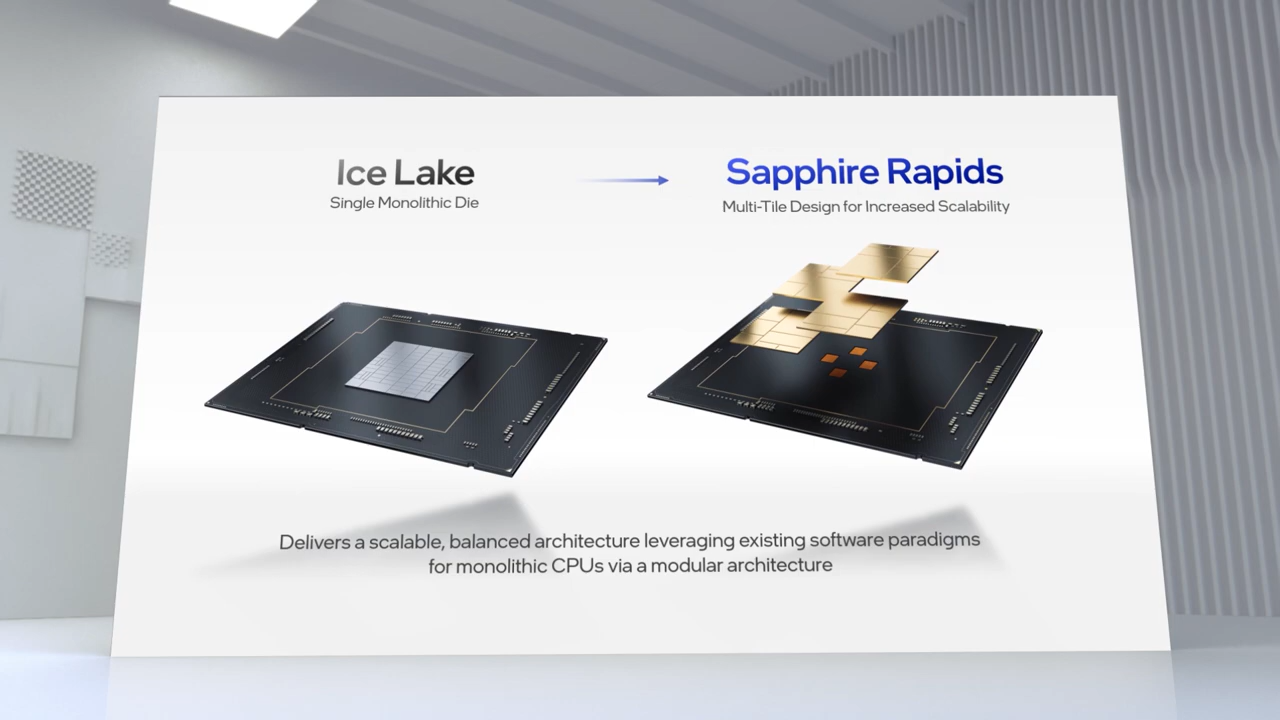 Ice Lake
Single Monolithic Die
Sapphire Rapids
Multi-Tile Design for Increased Scalability
Delivers a scalable, balanced architecture leveraging existing software paradigms
for monolithic CPUs via a modular architecture